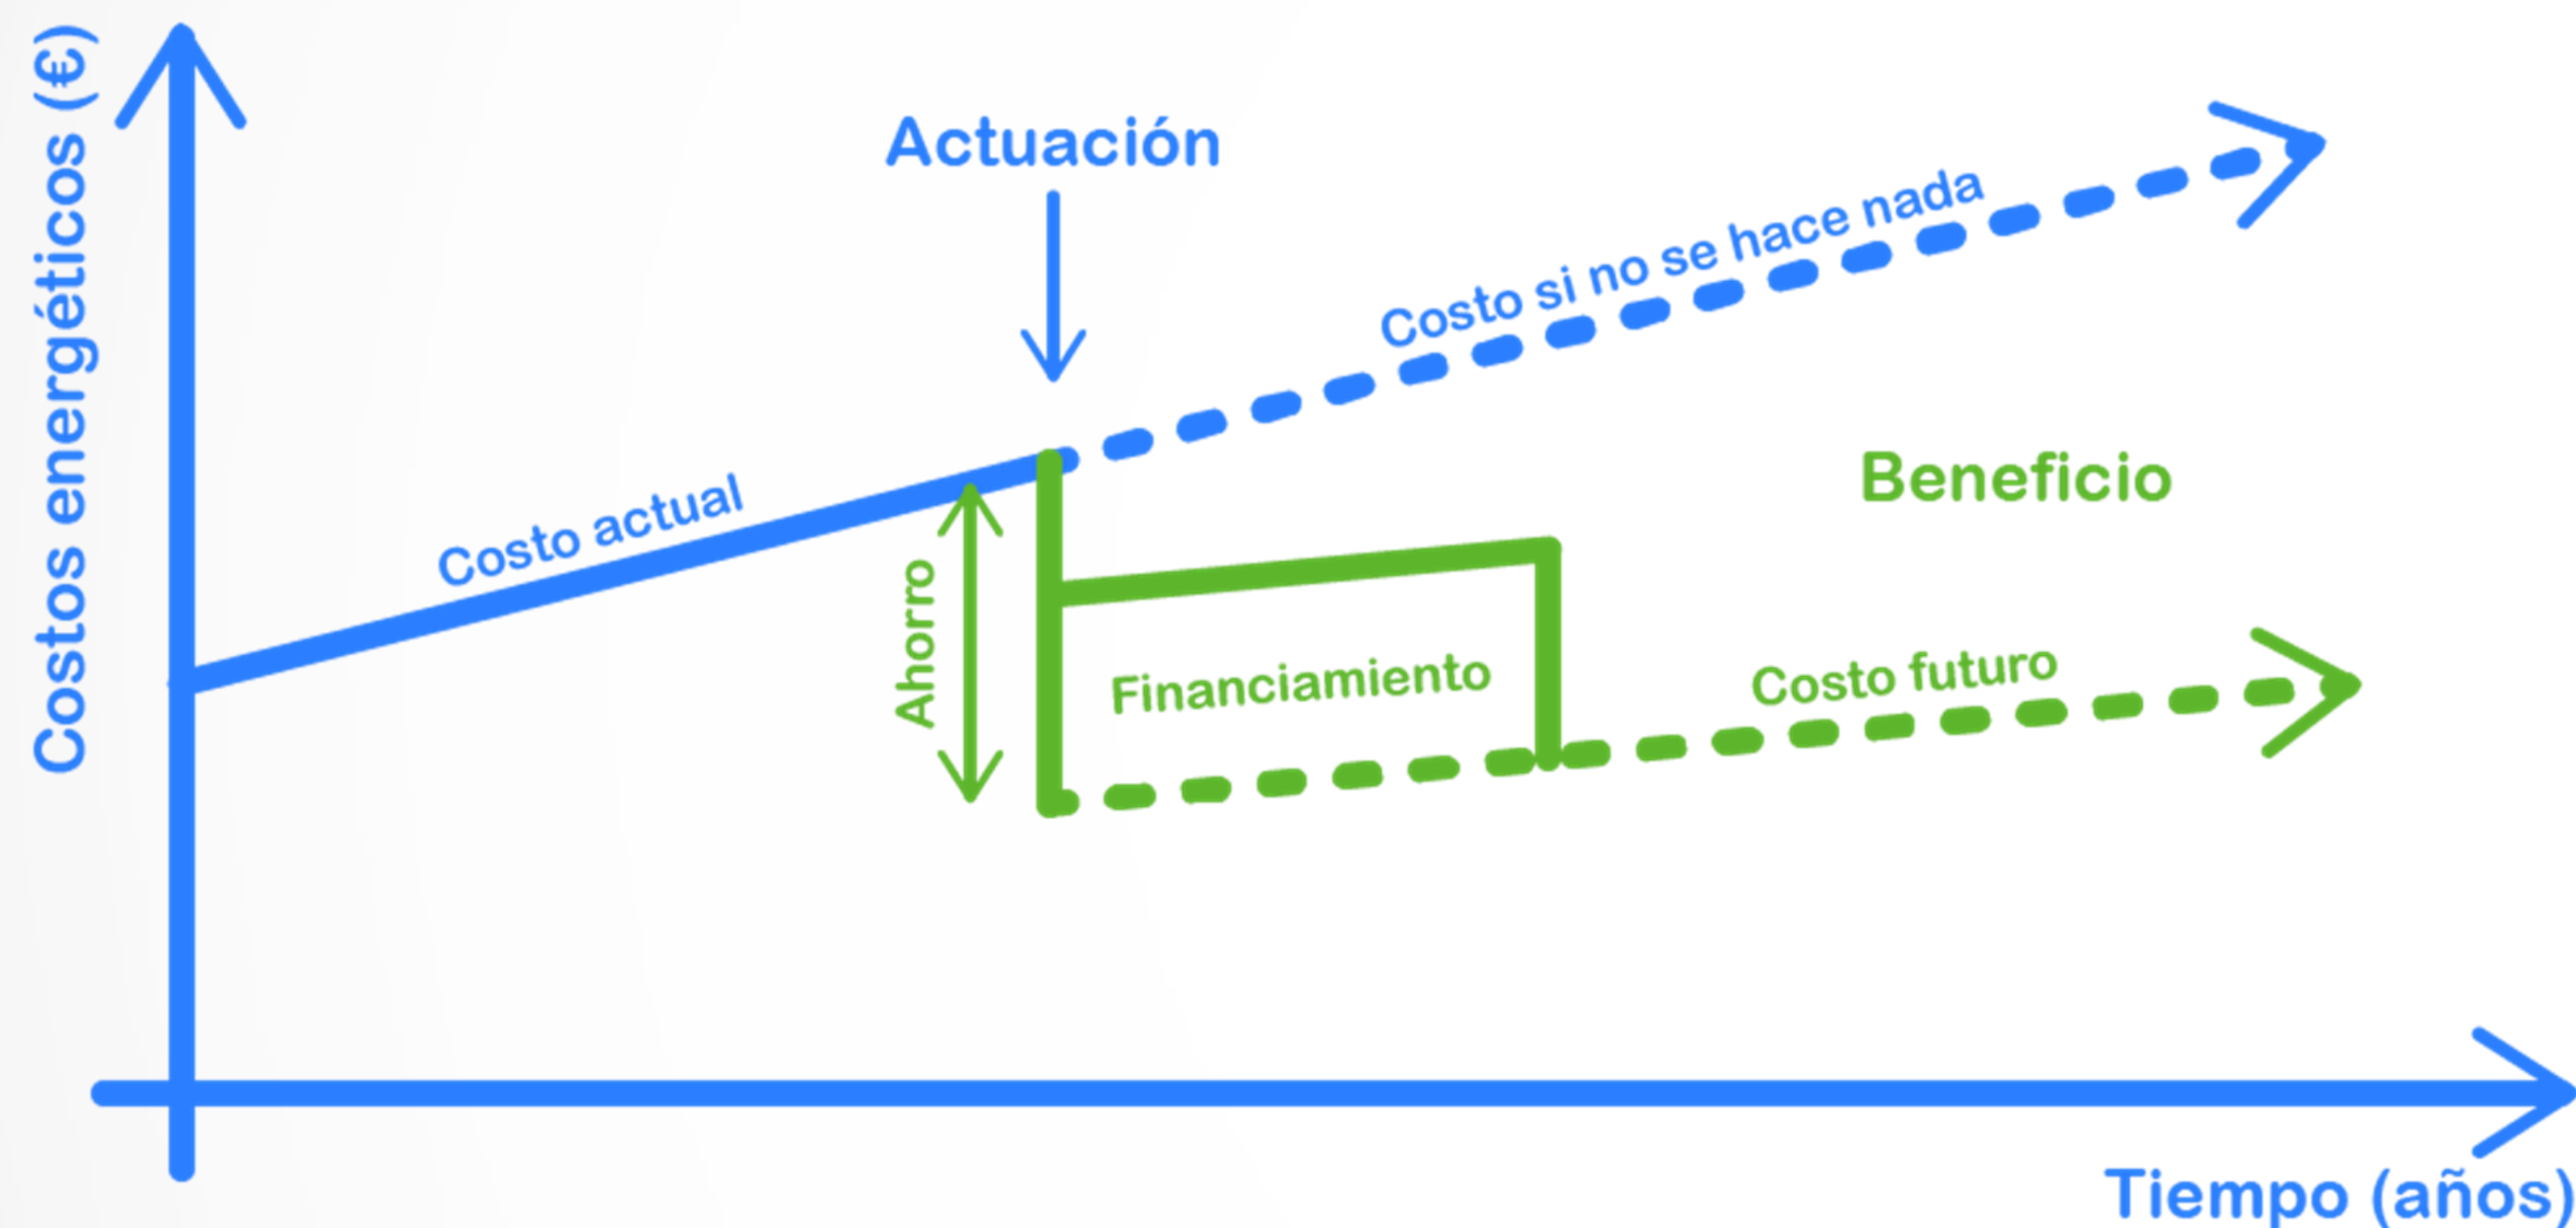 Costos energéticos (€)
Actuación
Costo si no se hace nada
Costo actual
Beneficio
Ahorro
Financiamiento
Costo futuro
Tiempo (años)